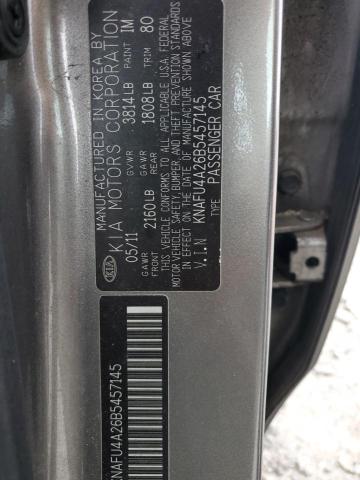 MANUFACTURED IN KOREA BY
KIA MOTORS CORPORATION
05/11 GVWR 3814LB PAINT IM
GAWR FRONT 2160LB GAWR REAR 1808LB TRIM 80
THIS VEHICLE CONFORMS TO ALL APPLICABLE U.S.A. FEDERAL
MOTOR VEHICLE SAFETY, BUMPER, AND THEFT PREVENTION STANDARDS
IN EFFECT ON THE DATE OF MANUFACTURE SHOWN ABOVE.
V.I.N KNAFU4A26B5457145
TYPE PASSENGER CAR
KIA
KNAFU4A26B5457145